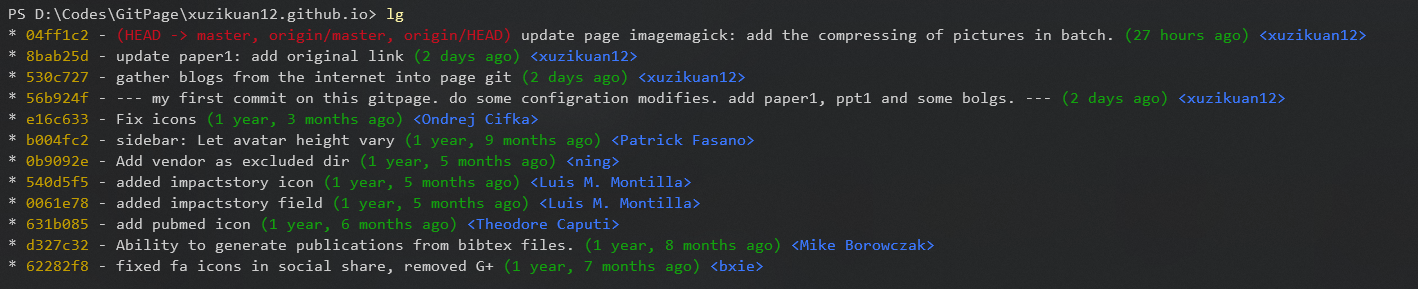 PS D:\Codes\GitPage\xuzikuan12.github.io> lg
* 04ff1c2 - (HEAD -> master, origin/master, origin/HEAD) update page imagemagick: add the compressing of pictures in batch. (27 hours ago) <xuzikuan12>
* 8bab25d - update paper1: add original link (2 days ago) <xuzikuan12>
* 530c727 - gather blogs from the internet into page git (2 days ago) <xuzikuan12>
* 56b924f - --- my first commit on this gitpage. do some configration modifies. add paper1, ppt1 and some bolgs. --- (2 days ago) <xuzikuan12>
* e16c633 - Fix icons (1 year, 3 months ago) <Ondrej Cifka>
* b004fc2 - sidebar: Let avatar height vary (1 year, 9 months ago) <Patrick Fasano>
* 0b9092e - Add vendor as excluded dir (1 year, 5 months ago) <ning>
* 540d5f5 - added impactstory icon (1 year, 5 months ago) <Luis M. Montilla>
* 0061e78 - added impactstory field (1 year, 5 months ago) <Luis M. Montilla>
* 631b085 - add pubmed icon (1 year, 6 months ago) <Theodore Caputi>
* d327c32 - Ability to generate publications from bibtex files. (1 year, 8 months ago) <Mike Borowczak>
* 62282f8 - fixed fa icons in social share, removed G+ (1 year, 7 months ago) <bxie>